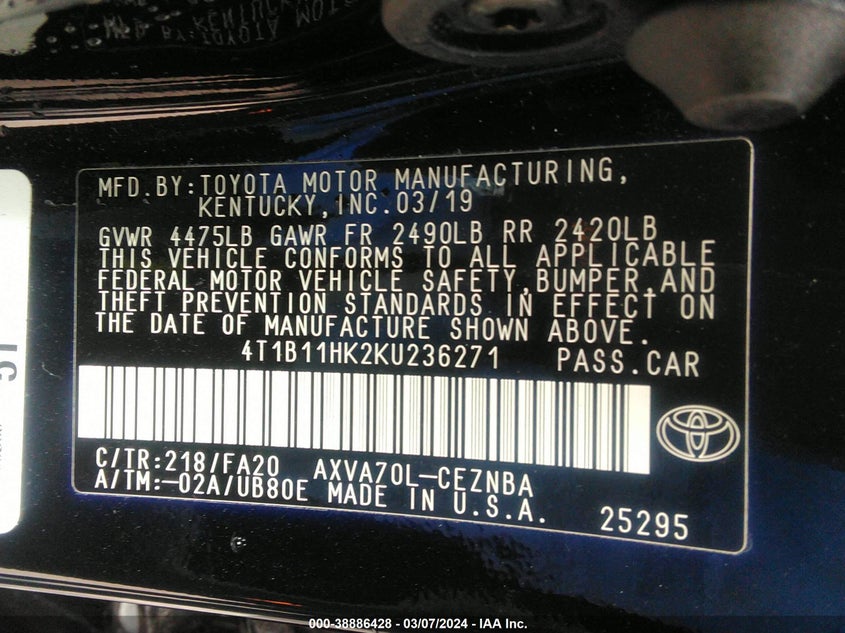 MFD.BY:TOYOTA MOTOR MANUFACTURING,
KENTUCKY,INC.03/19
GVWR 4475LB GAWR FR 2490LB RR 2420LB
THIS VEHICLE CONFORMS TO ALL APPLICABLE
FEDERAL MOTOR VEHICLE SAFETY,BUMPER,AND
THEFT PREVENTION STANDARDS IN EFFECT ON
THE DATE OF MANUFACTURE SHOWN ABOVE.
4T1B11HK2KU236271 PASS.CAR
C/TR:218/FA20 AXVA70L-CEZNBA
A/TM:-02A/UB80E MADE IN U.S.A. 25295
000-38886428 - 03/07/2024 - IAA Inc.